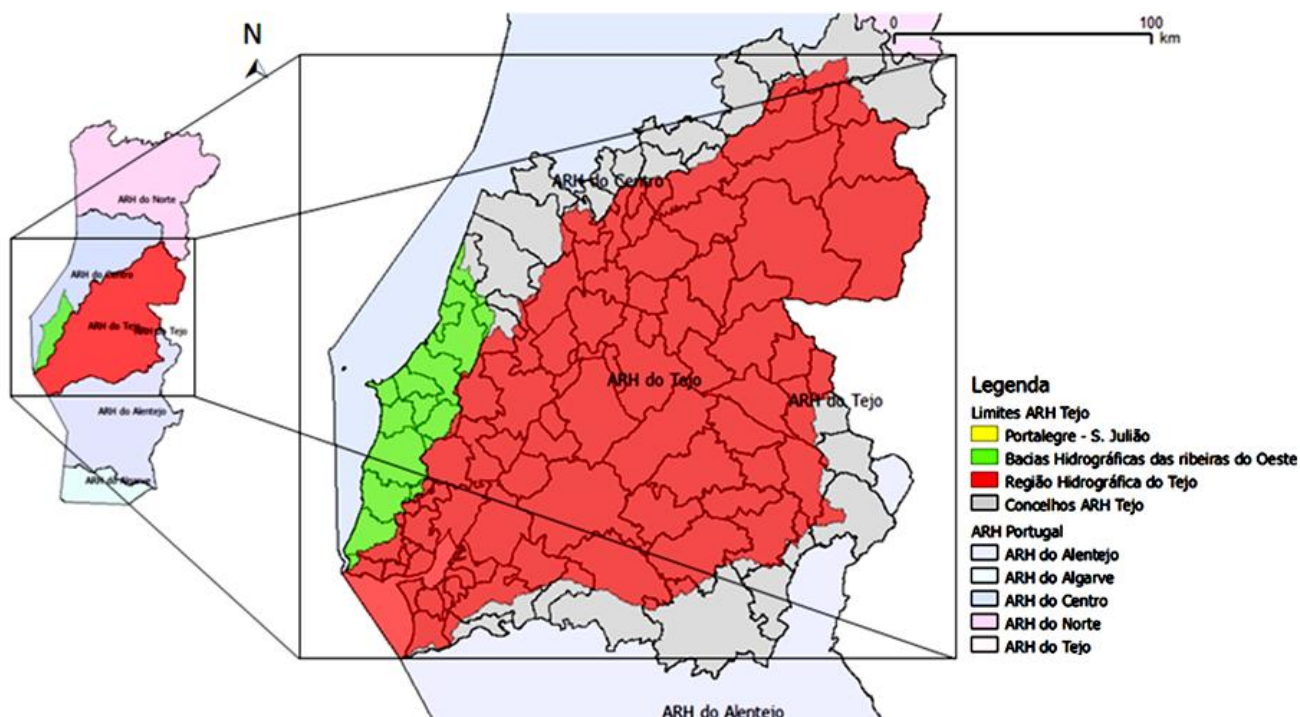 N
0 100
km
ARH do Norte
ARH do Centro
ARH do Tejo
ARH do Tejo
ARH do Alentejo
ARH do Algarve
ARH do Centro
ARH do Tejo
ARH do Tejo
ARH do Alentejo
Legenda
Limites ARH Tejo
Portalegre - S. Julião
Bacias Hidrográficas das ribeiras do Oeste
Região Hidrográfica do Tejo
Concelhos ARH Tejo
ARH Portugal
ARH do Alentejo
ARH do Algarve
ARH do Centro
ARH do Norte
ARH do Tejo